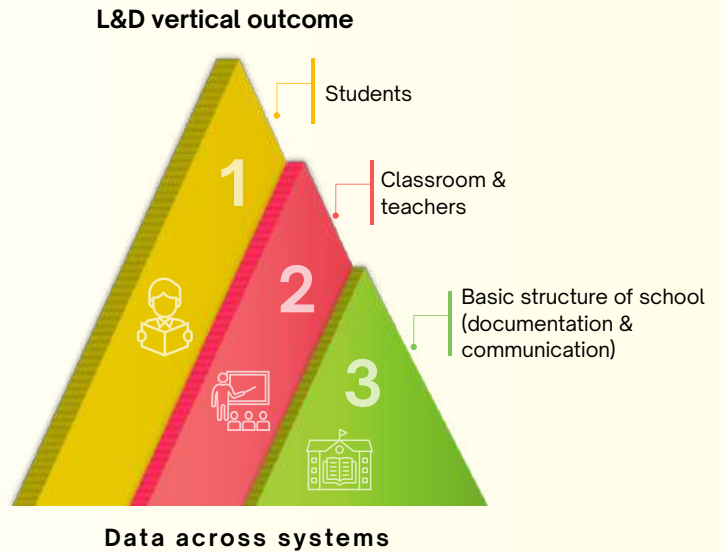 L&D vertical outcome
Students
1
Classroom &
teachers
2
Basic structure of school
(documentation &
communication)
3
Data across systems